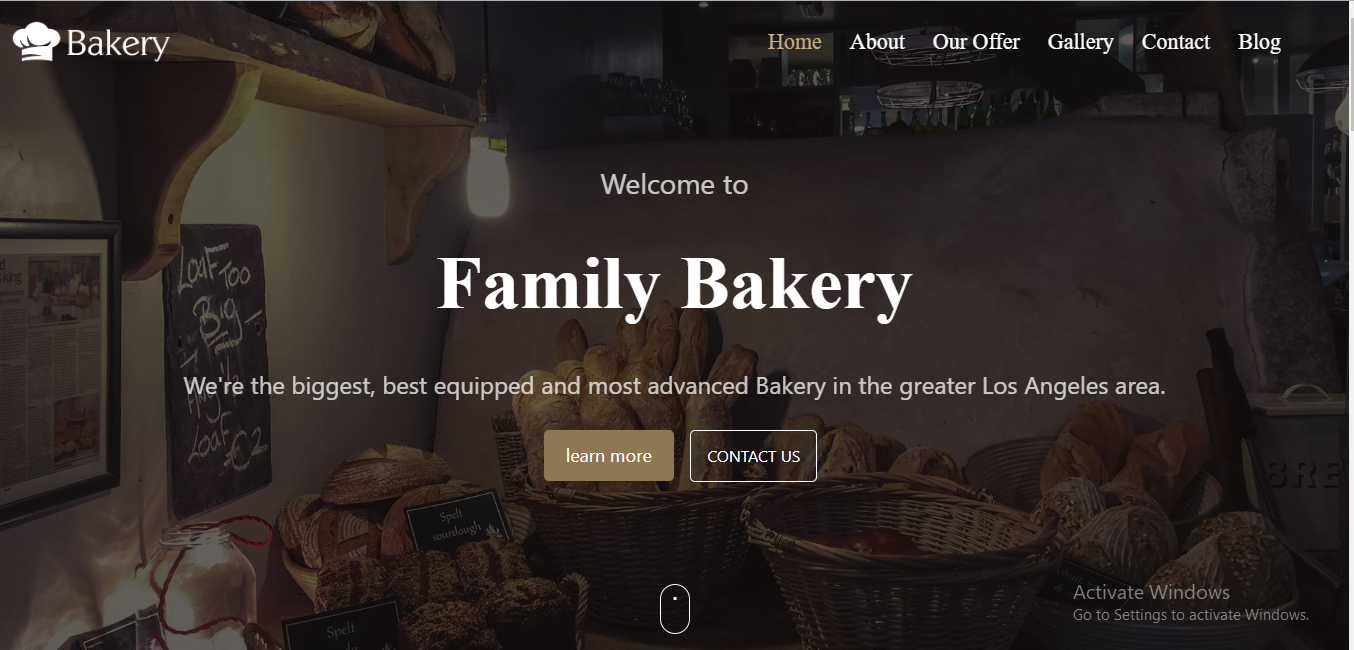 Bakery
Home About Our Offer Gallery Contact Blog
Welcome to
Family Bakery
We're the biggest, best equipped and most advanced Bakery in the greater Los Angeles area.
learn more CONTACT US
LOAF TOO
BIG
Loaf
Spelt
sourdough
Spelt
BRE
Activate Windows
Go to Settings to activate Windows.